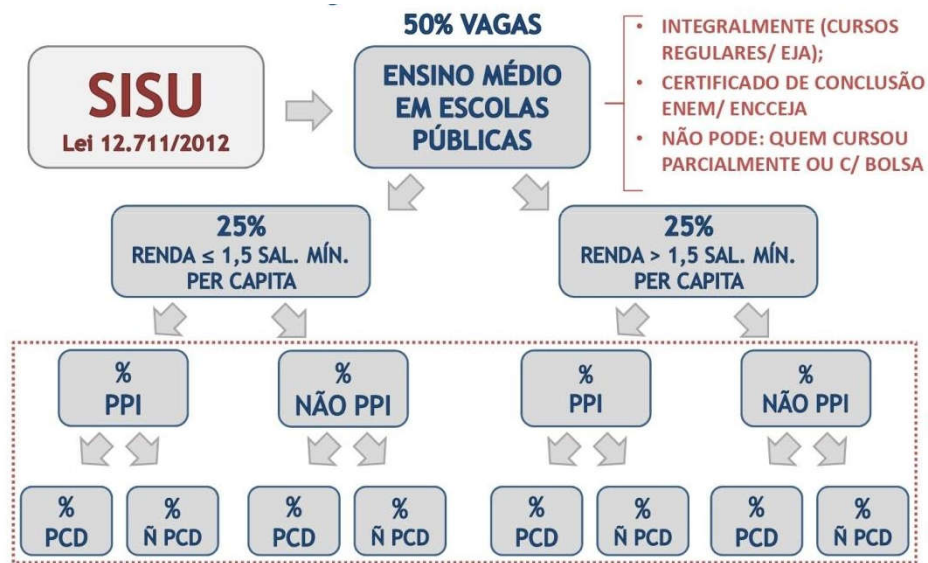 50% VAGAS
SISU
Lei 12.711/2012
ENSINO MÉDIO
EM ESCOLAS
PÚBLICAS
• INTEGRALMENTE (CURSOS
REGULARES/ EJA);
• CERTIFICADO DE CONCLUSÃO
ENEM/ ENCCEJA
• NÃO PODE: QUEM CURSOU
PARCIALMENTE OU C/ BOLSA
25%
RENDA ≤ 1,5 SAL. MÍN.
PER CAPITA
25%
RENDA > 1,5 SAL. MÍN.
PER CAPITA
%
PPI
%
NÃO PPI
%
PPI
%
NÃO PPI
%
PCD
%
Ñ PCD
%
PCD
%
Ñ PCD
%
PCD
%
Ñ PCD
%
PCD
%
Ñ PCD